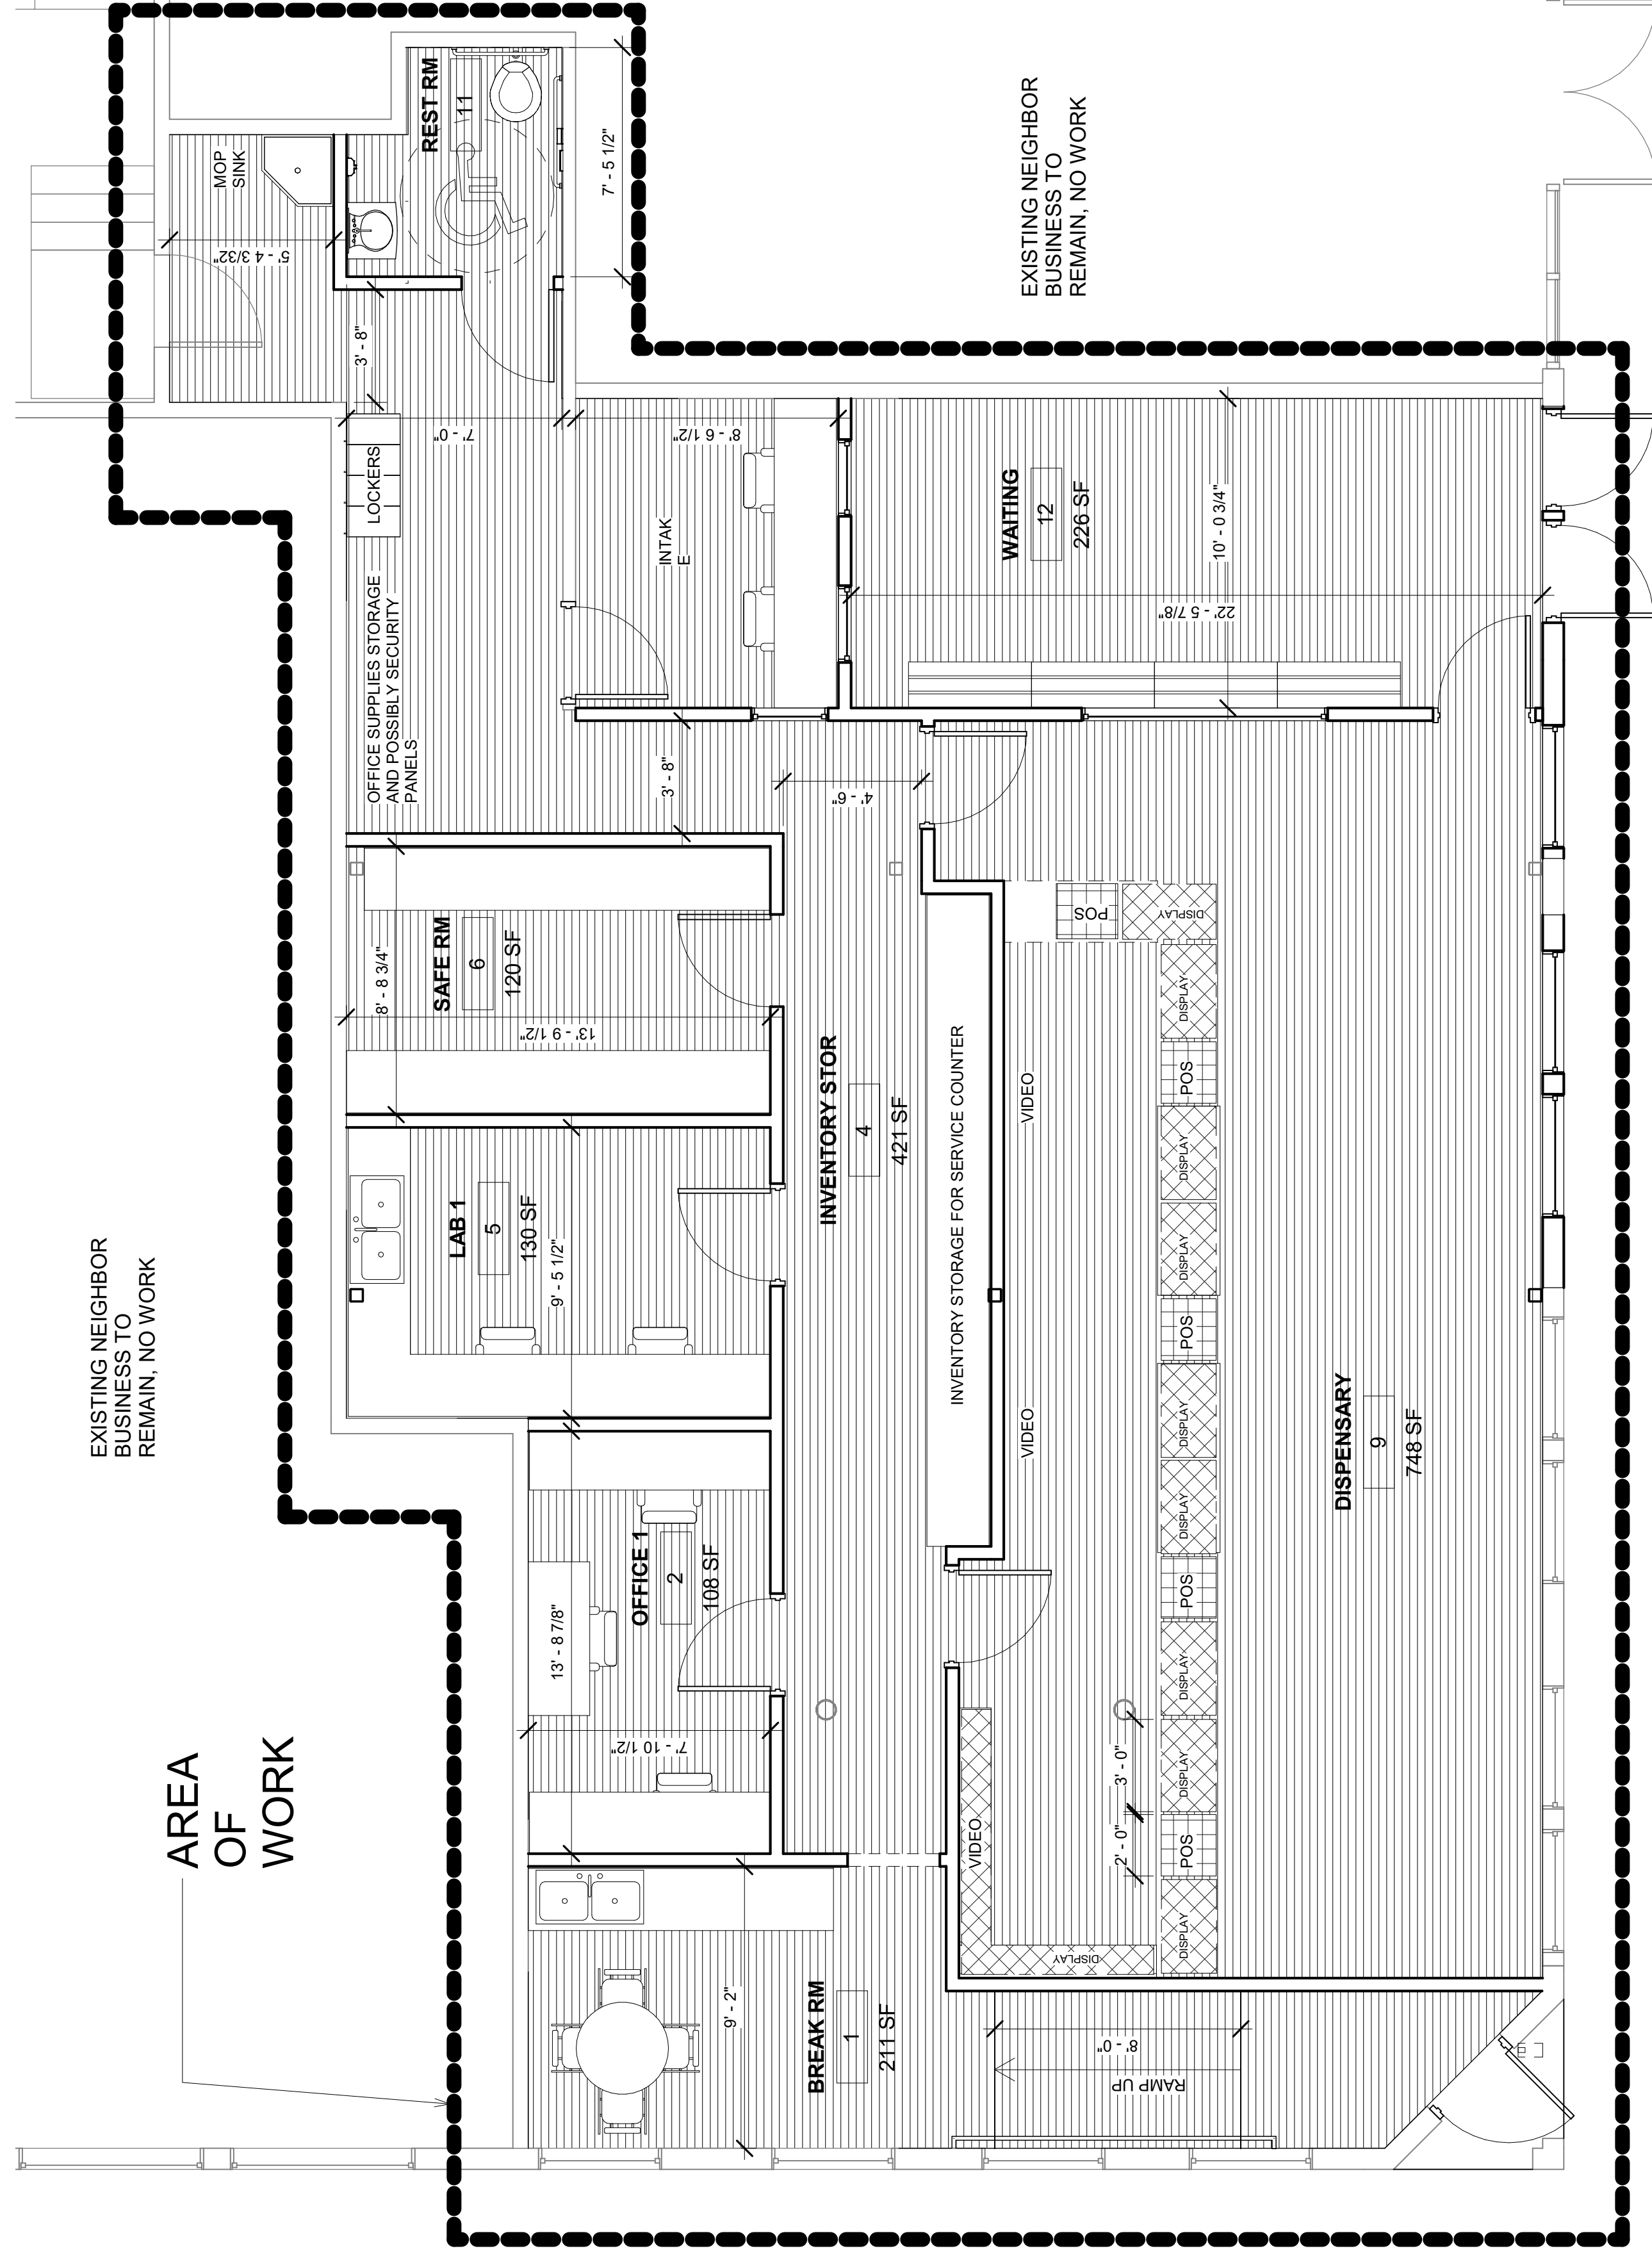 AREA
OF
WORK
EXISTING NEIGHBOR
BUSINESS TO
REMAIN, NO WORK
EXISTING NEIGHBOR
BUSINESS TO
REMAIN, NO WORK
MOP
SINK
5' - 4 3/32"
REST RM
11
7' - 5 1/2"
3' - 8"
LOCKERS
7' - 0"
8' - 6 1/2"
OFFICE SUPPLIES STORAGE
AND POSSIBLY SECURITY
PANELS
INTAK
E
WAITING
12
226 SF
10' - 0 3/4"
22' - 5 7/8"
3' - 8"
4' - 6"
SAFE RM
6
120 SF
8' - 8 3/4"
13' - 9 1/2"
LAB 1
5
130 SF
9' - 5 1/2"
OFFICE 1
2
108 SF
13' - 8 7/8"
7' - 10 1/2"
INVENTORY STOR
4
421 SF
INVENTORY STORAGE FOR SERVICE COUNTER
VIDEO
VIDEO
VIDEO
POS
DISPLAY
DISPLAY
POS
DISPLAY
DISPLAY
POS
DISPLAY
DISPLAY
POS
DISPLAY
DISPLAY
POS
DISPLAY
DISPLAY
3' - 0"
2' - 0"
DISPENSARY
9
748 SF
BREAK RM
1
211 SF
9' - 2"
8' - 0"
RAMP UP